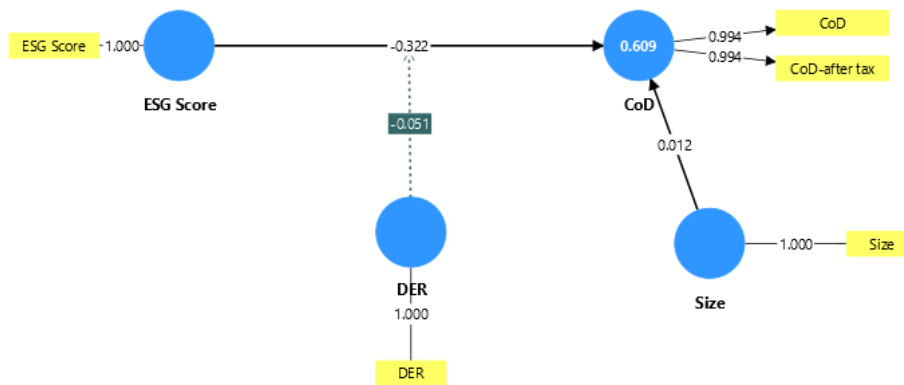 ESG Score
1.000
ESG Score
-0.322
0.609
CoD
0.994
0.994
CoD
CoD-after tax
-0.051
0.012
DER
1.000
DER
Size
1.000
Size